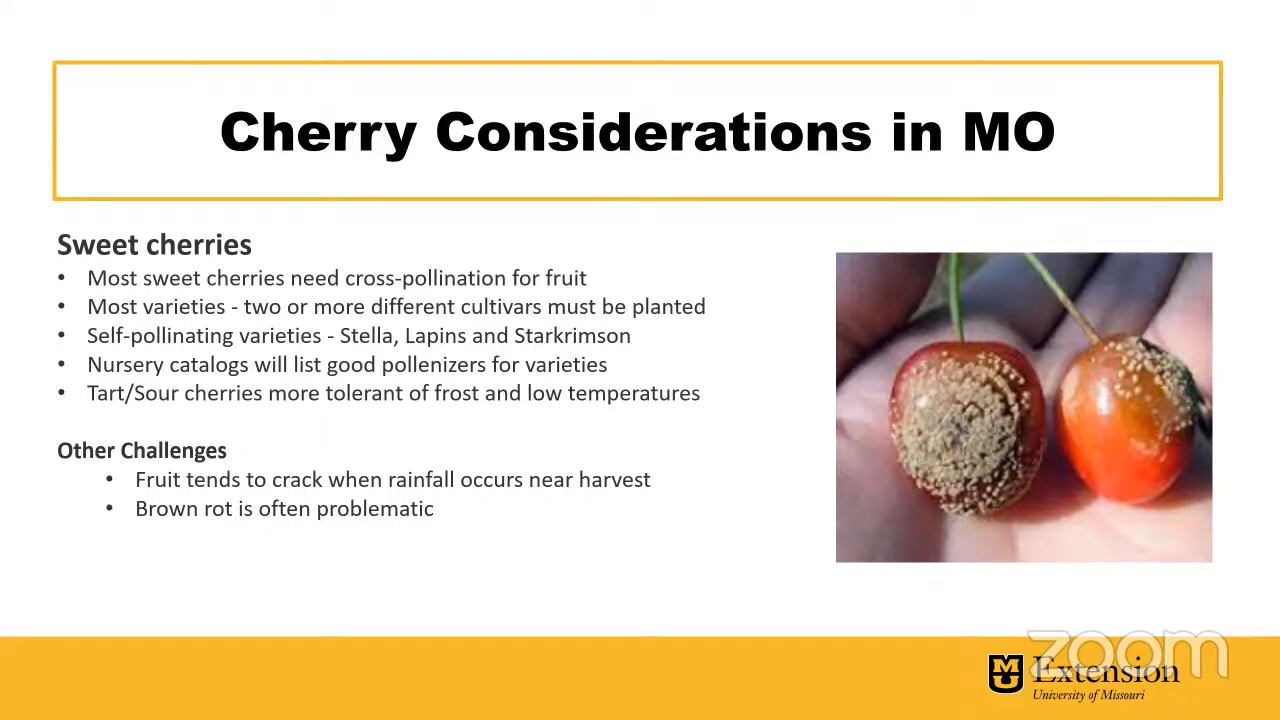 Cherry Considerations in MO
Sweet cherries
• Most sweet cherries need cross-pollination for fruit
• Most varieties - two or more different cultivars must be planted
• Self-pollinating varieties - Stella, Lapins and Starkrimson
• Nursery catalogs will list good pollenizers for varieties
• Tart/Sour cherries more tolerant of frost and low temperatures
Other Challenges
• Fruit tends to crack when rainfall occurs near harvest
• Brown rot is often problematic
zoom
MU Extension
University of Missouri